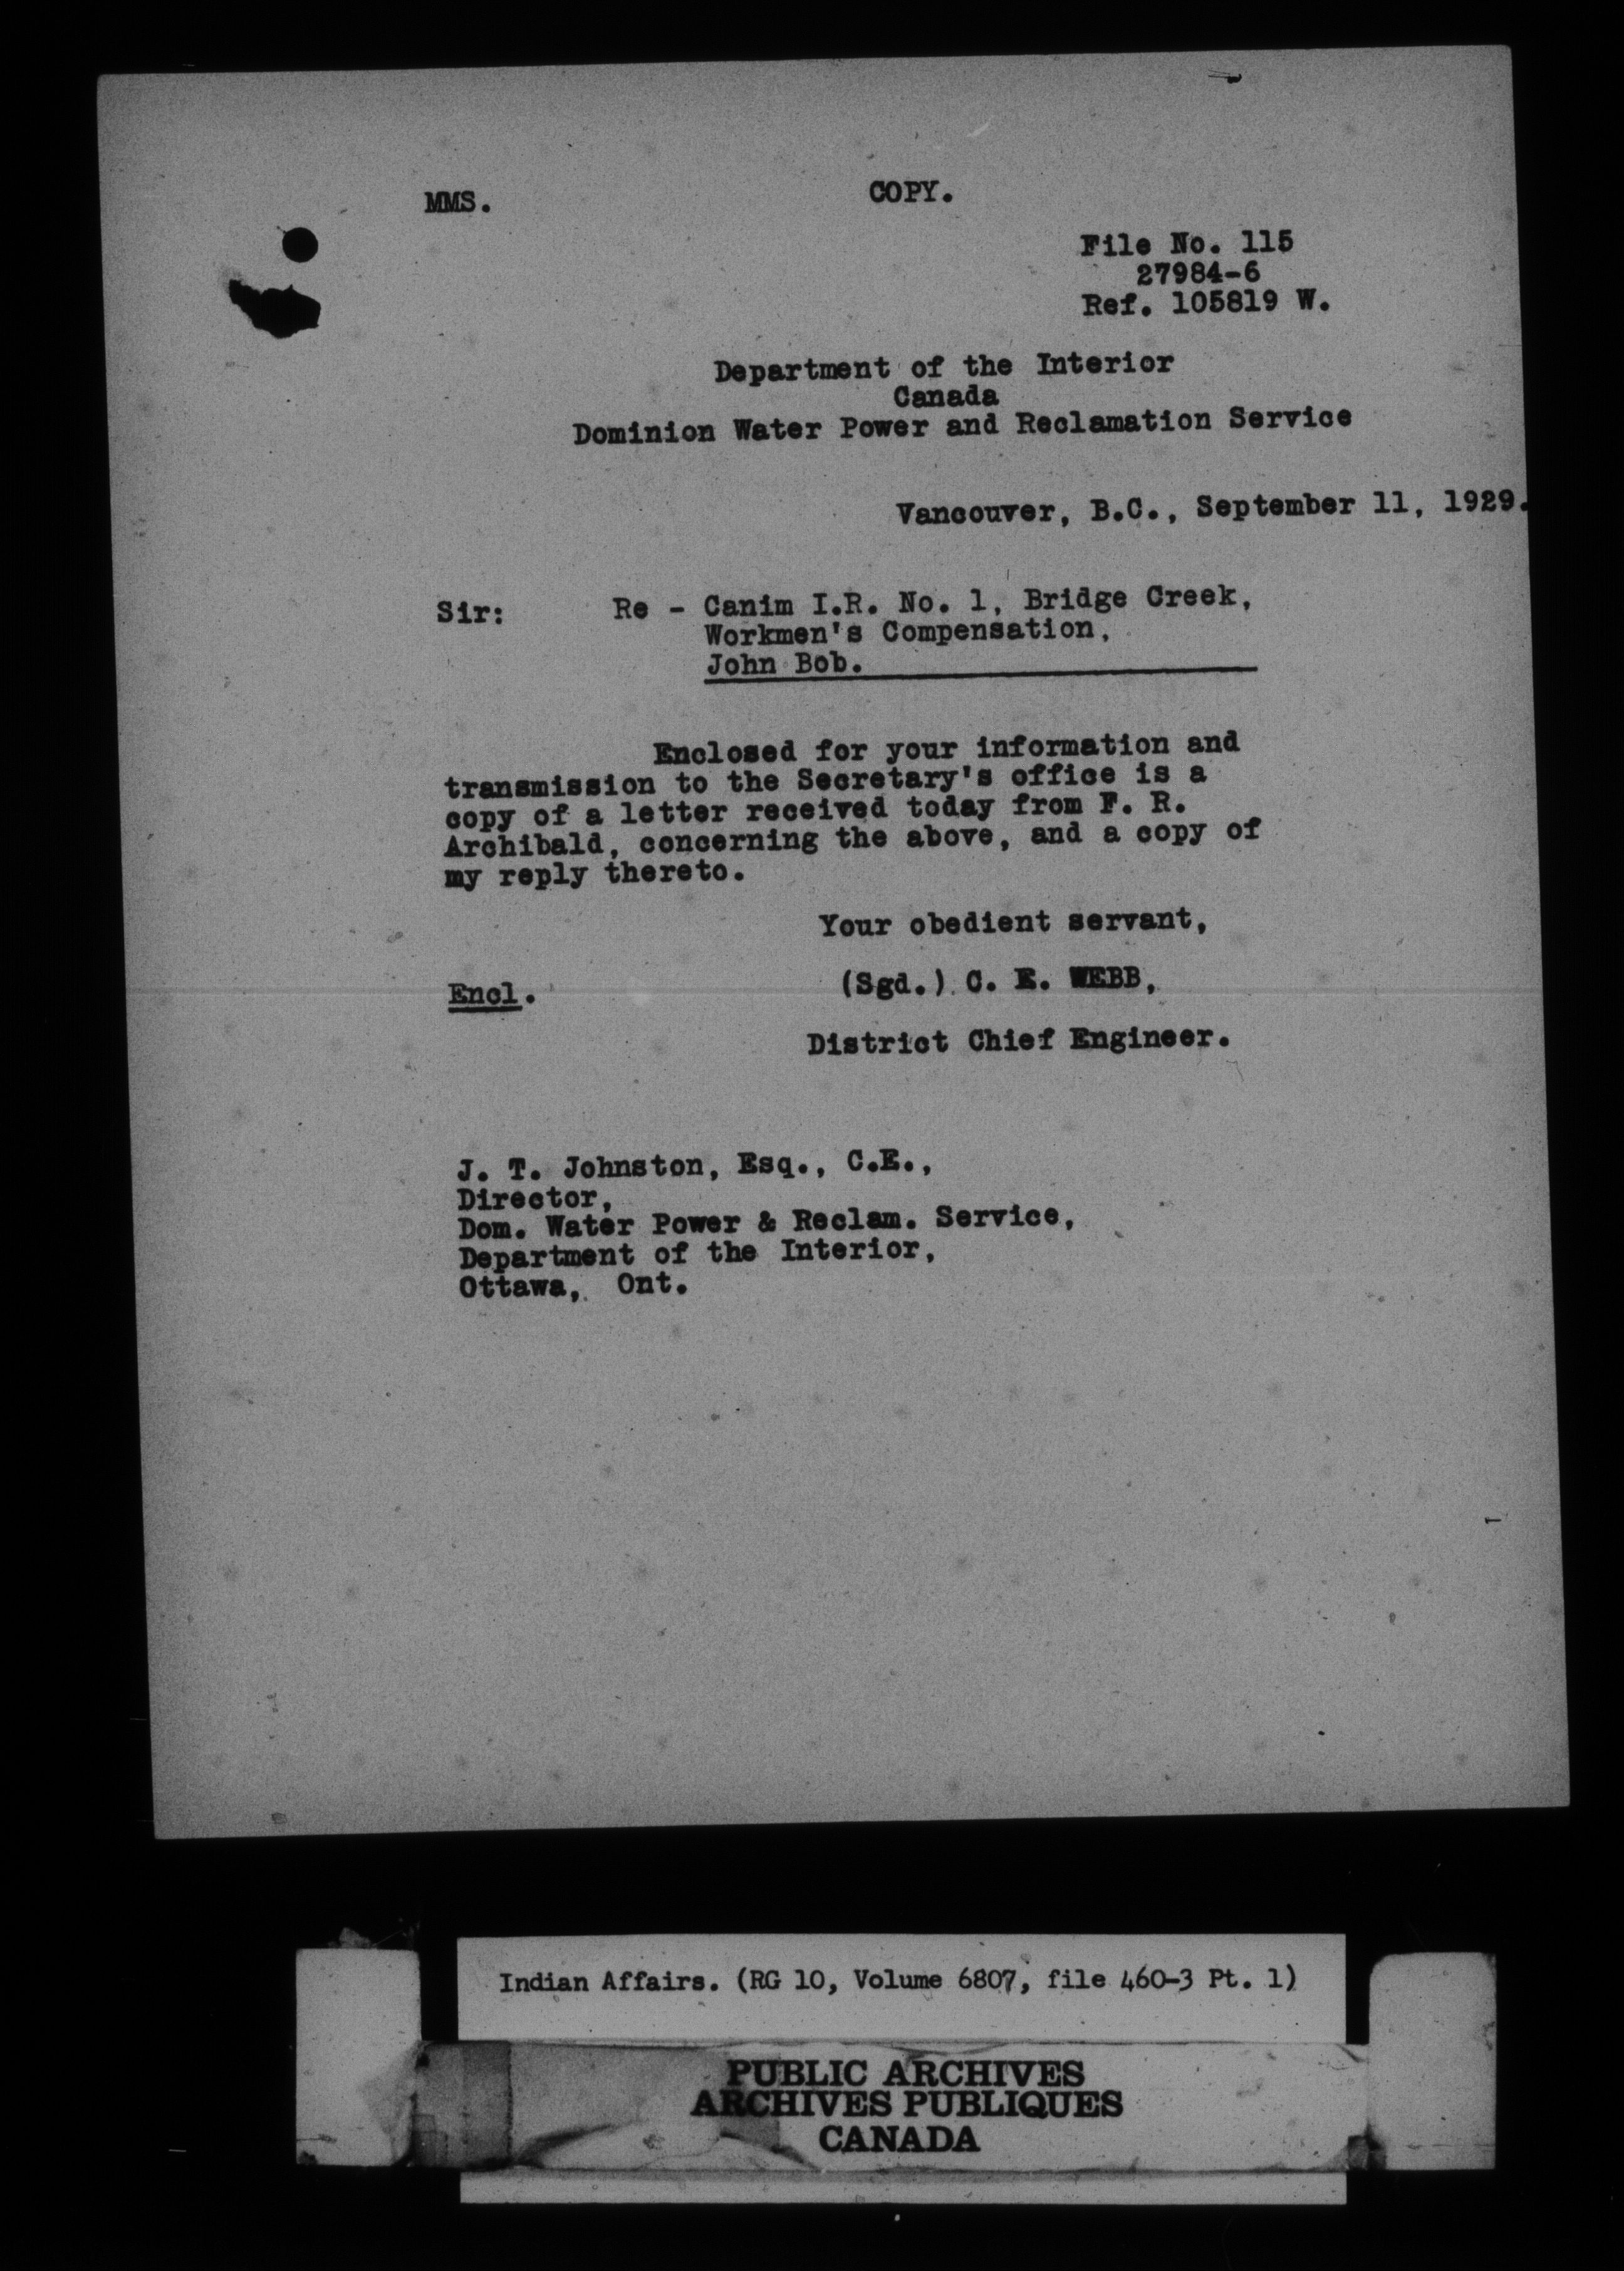 MMS.
COPY.
File No. 115
27984-6
Ref. 105819 W.
Department of the Interior
Canada
Dominion Water Power and Reclamation Service
Vancouver, B.C., September 11, 1929.
Sir: Re - Canim I.R. No. 1, Bridge Creek,
Workmen's Compensation,
John Bob.
Enclosed for your information and
transmission to the Secretary's office is a
copy of a letter received today from F. R.
Archibald, concerning the above, and a copy of
my reply thereto.
Your obedient servant,
Encl. (Sgd.) C. E. WEBB,
District Chief Engineer.
J. T. Johnston, Esq., C.E.,
Director,
Dom. Water Power & Reclam. Service,
Department of the Interior,
Ottawa, Ont.
Indian Affairs. (RG 10, Volume 6807, file 460-3 Pt. 1)
PUBLIC ARCHIVES
ARCHIVES PUBLIQUES
CANADA